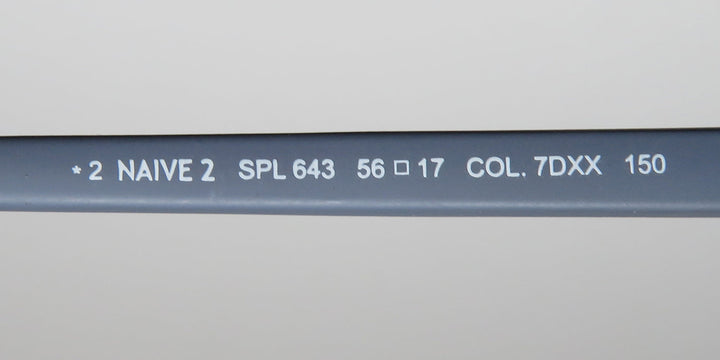 * 2 NAIVE 2 SPL 643 56 □ 17 COL. 7DXX 150